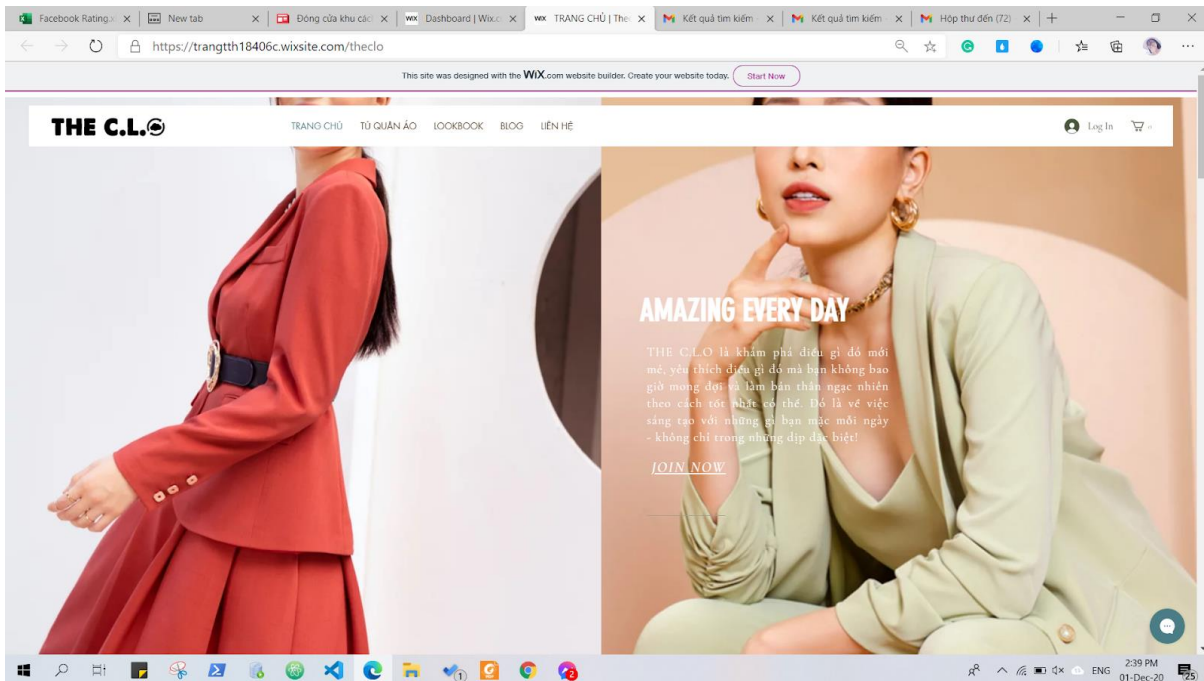 Facebook Rating.x
New tab
Đóng cửa khu các
Dashboard | Wix.c
TRANG CHỦ | The
Kết quả tìm kiếm -
Kết quả tìm kiếm -
Hộp thư đến (72) -
https://trangtth18406c.wixsite.com/theclo
This site was designed with the WiX.com website builder. Create your website today. Start Now
THE C.L.O
TRANG CHỦ TỦ QUẦN ÁO LOOKBOOK BLOG LIÊN HỆ
Log In 0
AMAZING EVERY DAY
THE C.L.O là khám phá điều gì đó mới
mẻ, yêu thích điều gì đó mà bạn không bao
giờ mong đợi và làm bản thân ngạc nhiên
theo cách tốt nhất có thể. Đó là về việc
sáng tạo với những gì bạn mặc mỗi ngày
- không chỉ trong những dịp đặc biệt!
JOIN NOW
ENG
2:39 PM
01-Dec-20
25